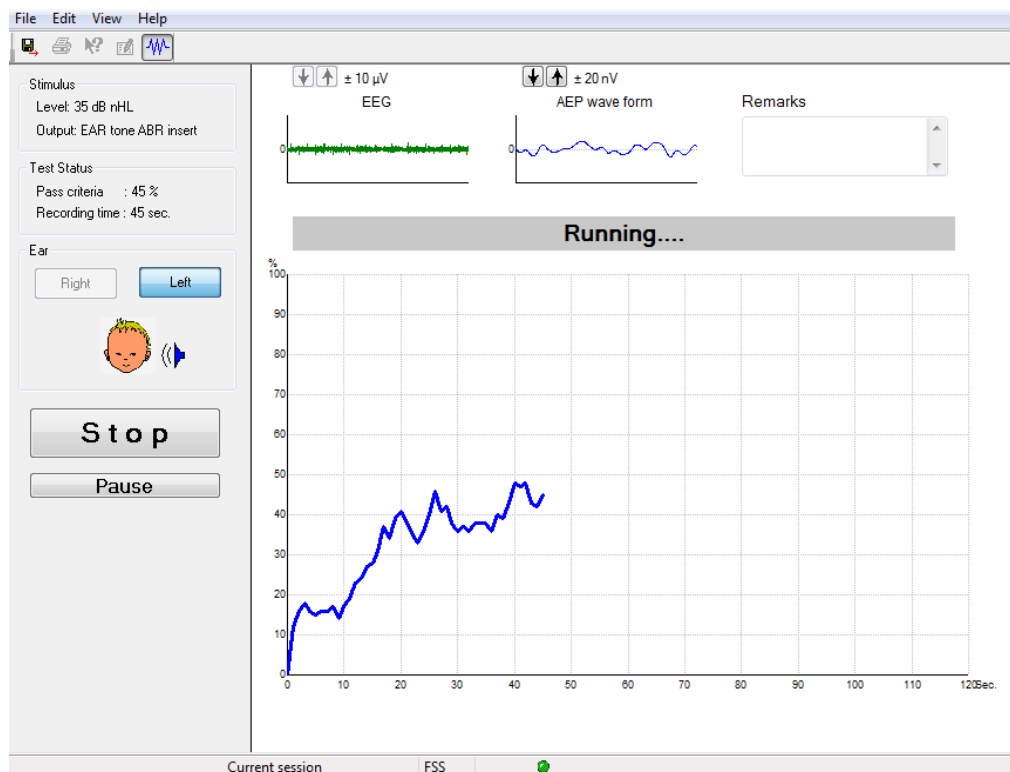 File Edit View Help
Stimulus
Level: 35 dB nHL
Output: EAR tone ABR insert
Test Status
Pass criteria : 45 %
Recording time : 45 sec.
Ear
Right Left
Stop
Pause
± 10 µV
EEG
0
± 20 nV
AEP wave form
0
Remarks
Running....
%
100
90
80
70
60
50
40
30
20
10
0
0 10 20 30 40 50 60 70 80 90 100 110 120Sec.
Current session FSS